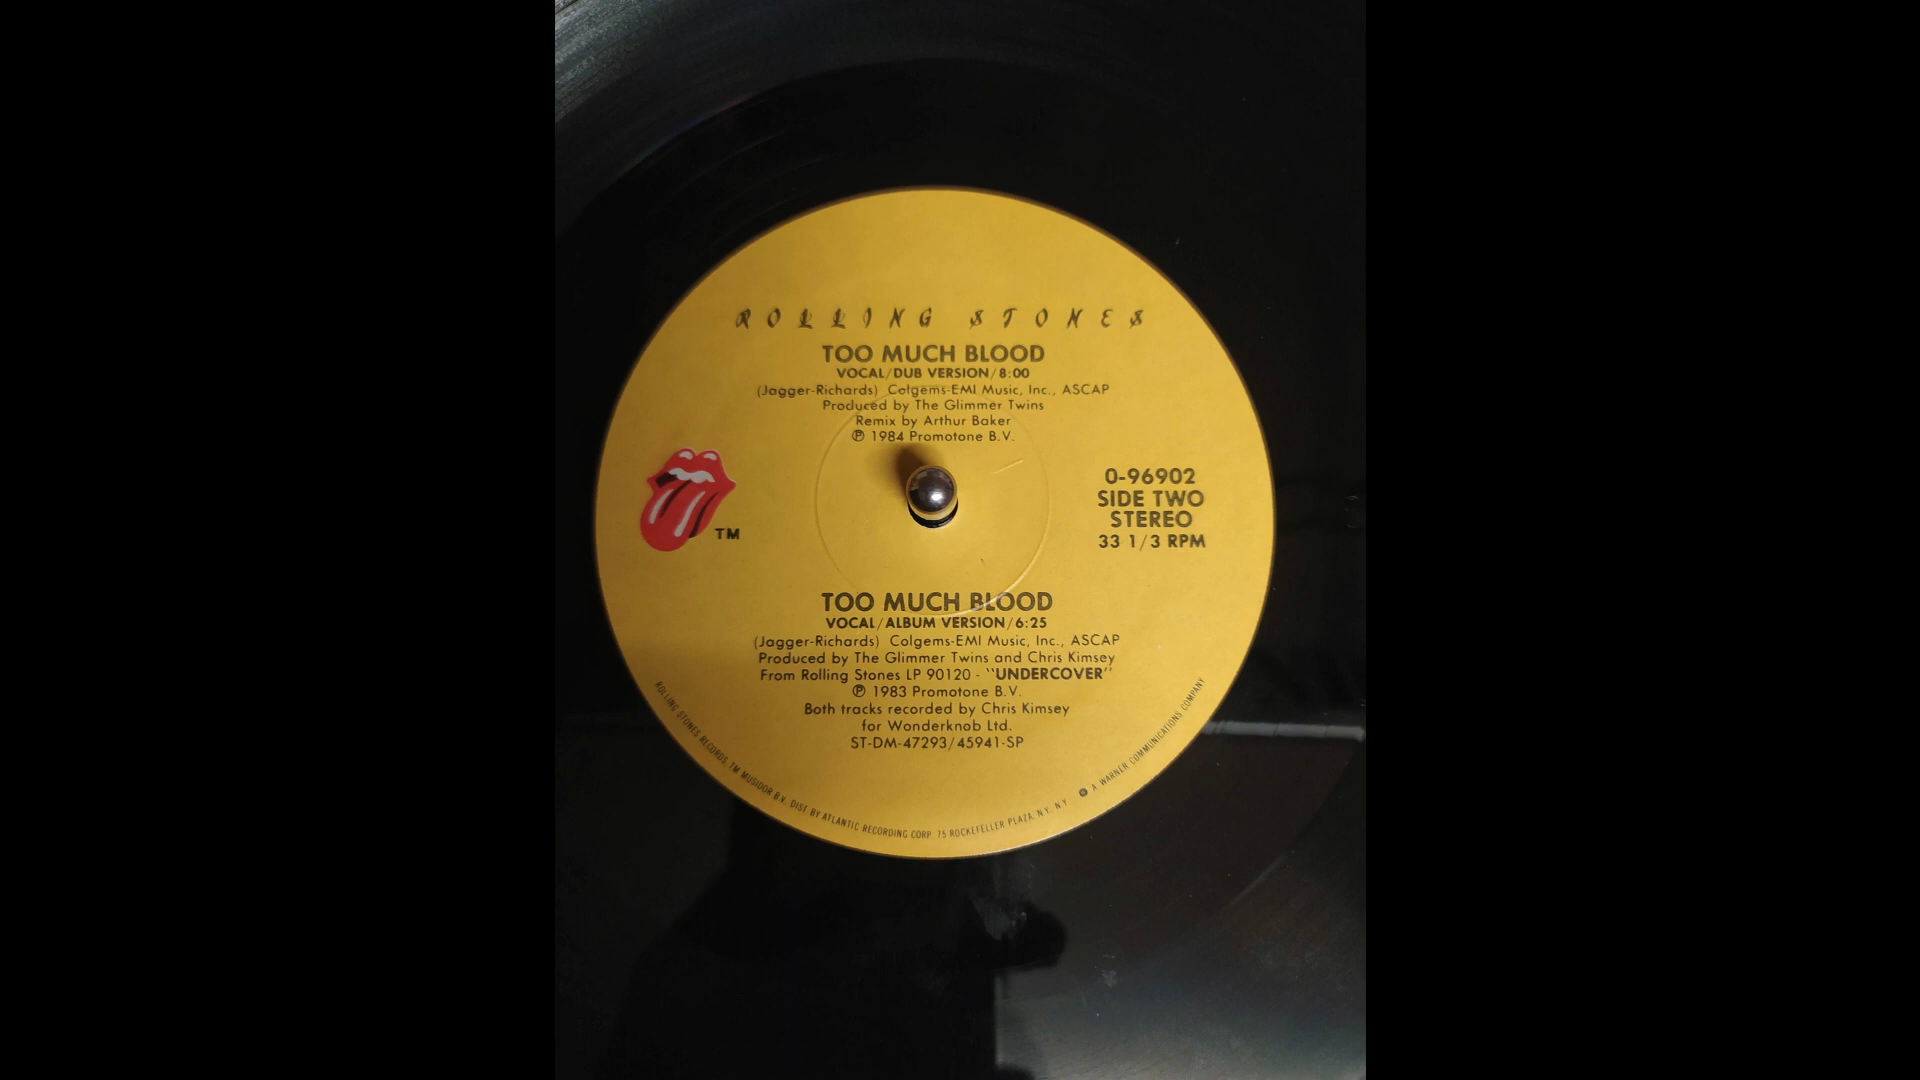 ROLLING STONES
TOO MUCH BLOOD
VOCAL/DUB VERSION/8:00
(Jagger-Richards) Colgems-EMI Music, Inc., ASCAP
Produced by The Glimmer Twins
Remix by Arthur Baker
℗ 1984 Promotone B.V.
TM
0-96902
SIDE TWO
STEREO
33 1/3 RPM
TOO MUCH BLOOD
VOCAL/ALBUM VERSION/6:25
(Jagger-Richards) Colgems-EMI Music, Inc., ASCAP
Produced by The Glimmer Twins and Chris Kimsey
From Rolling Stones LP 90120 - "UNDERCOVER"
℗ 1983 Promotone B.V.
Both tracks recorded by Chris Kimsey
for Wonderknob Ltd.
ST-DM-47293/45941-SP
ROLLING STONES RECORDS, TM MUSIDOR B.V. DIST BY ATLANTIC RECORDING CORP. 75 ROCKEFELLER PLAZA, N.Y. N.Y. A WARNER COMMUNICATIONS COMPANY